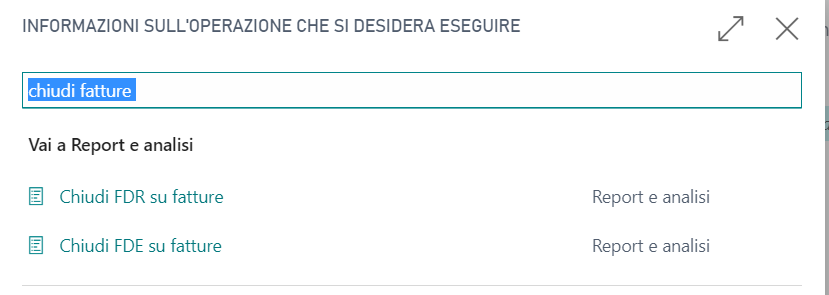 INFORMAZIONI SULL'OPERAZIONE CHE SI DESIDERA ESEGUIRE
chiudi fatture
Vai a Report e analisi
Chiudi FDR su fatture Report e analisi
Chiudi FDE su fatture Report e analisi